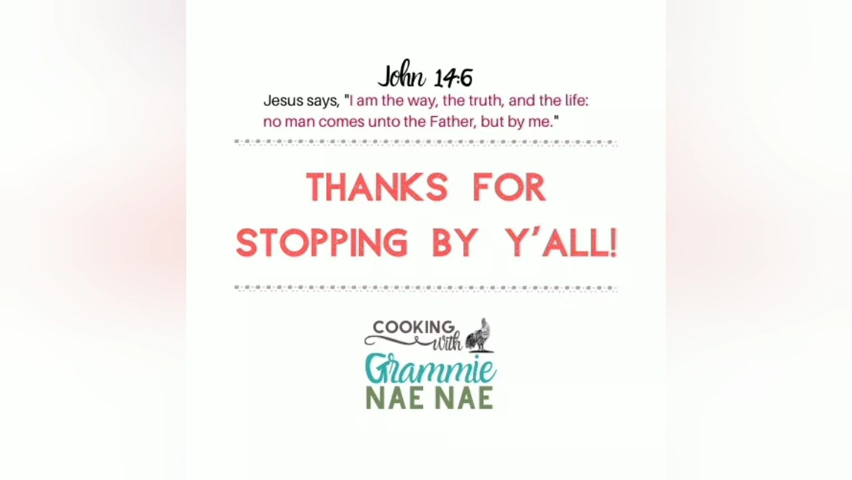 John 14:6
Jesus says, "I am the way, the truth, and the life:
no man comes unto the Father, but by me."
THANKS FOR
STOPPING BY Y'ALL!
COOKING
with
Grammie
NAE NAE